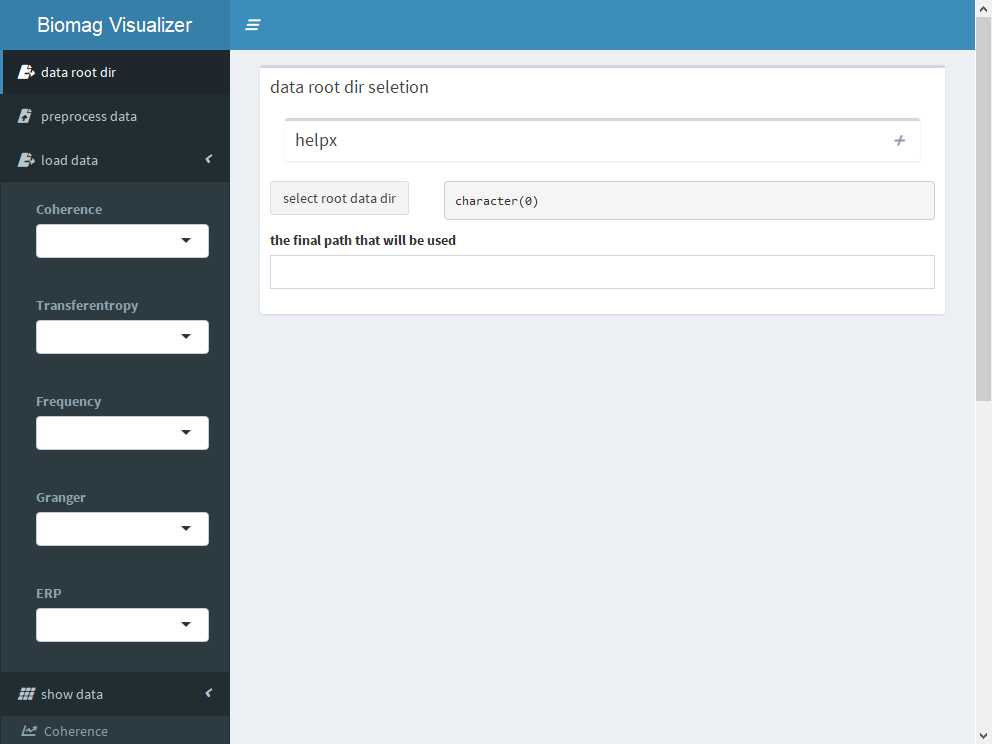 Biomag Visualizer
data root dir
preprocess data
load data
Coherence
Transferentropy
Frequency
Granger
ERP
show data
Coherence
data root dir seletion
helpx
select root data dir
character(0)
the final path that will be used